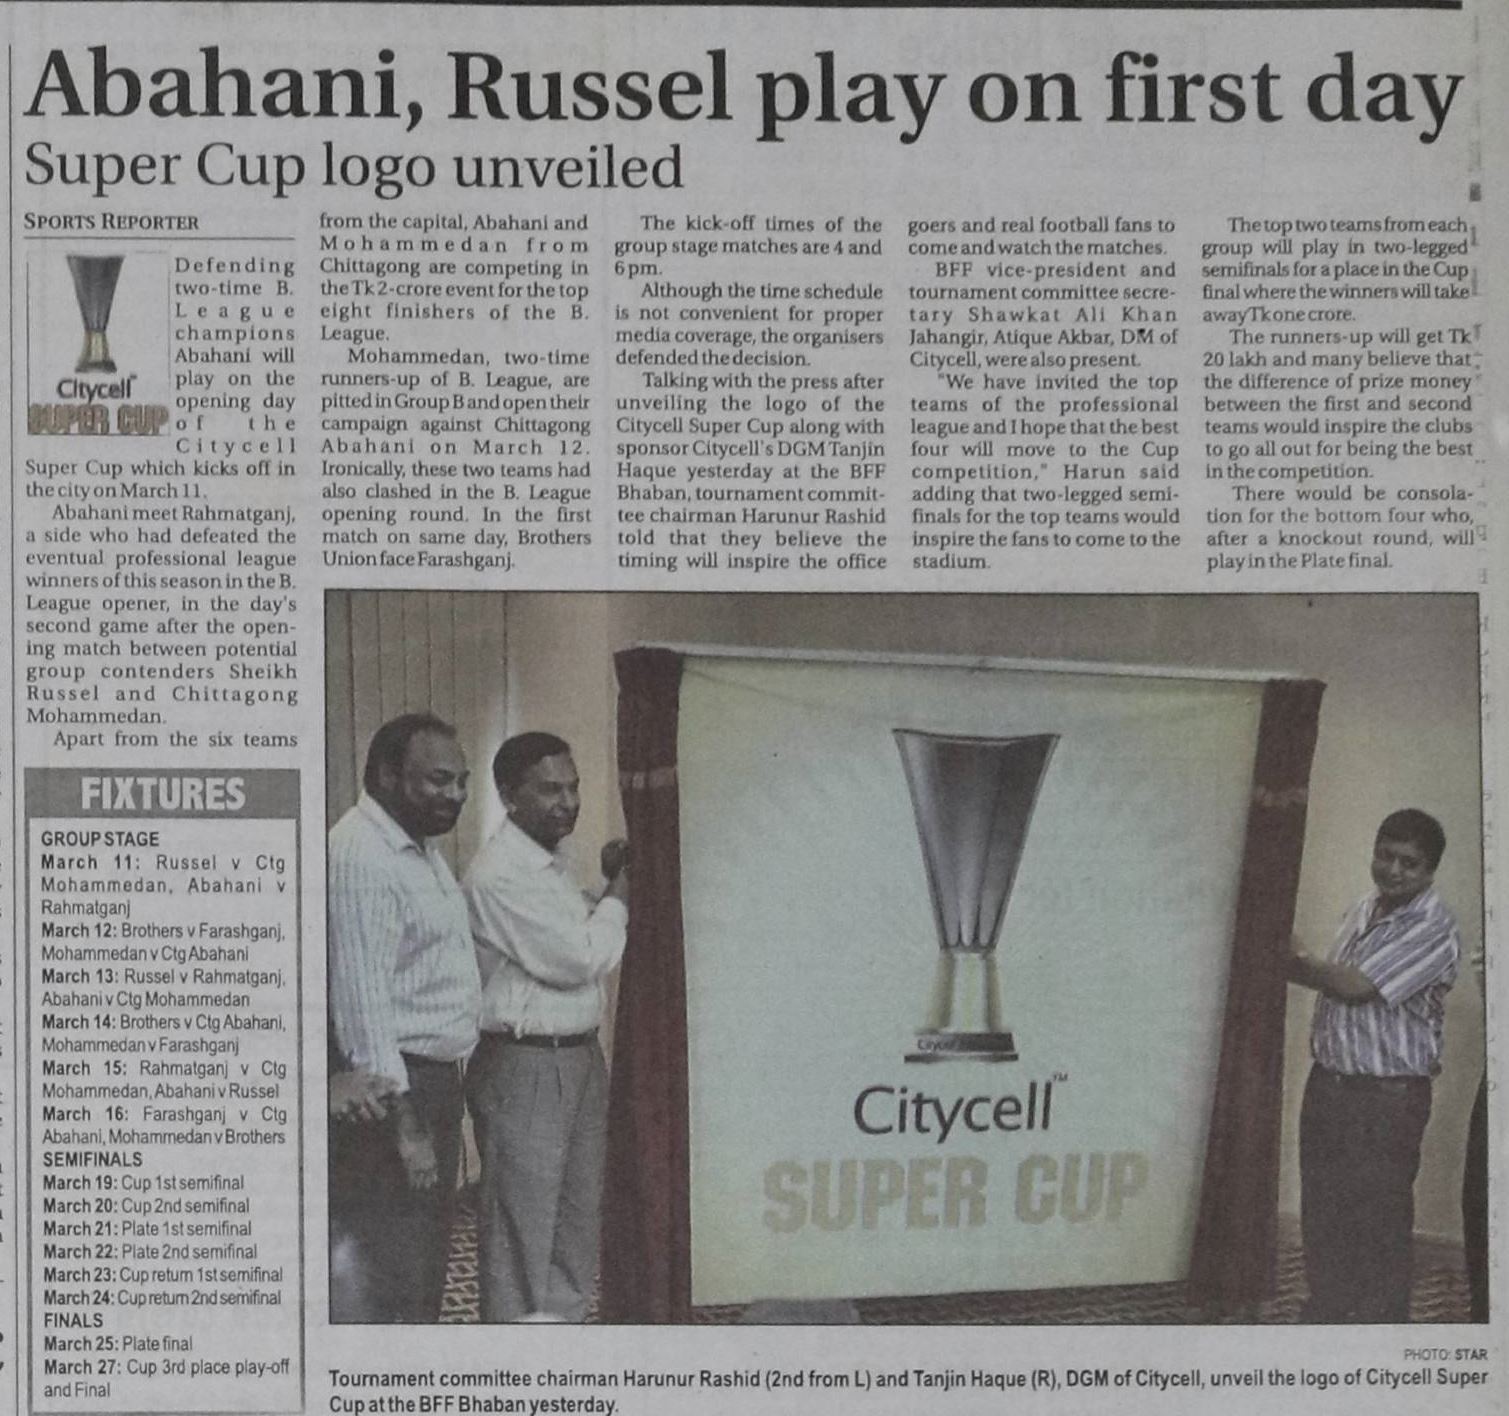 Abahani, Russel play on first day
Super Cup logo unveiled
SPORTS REPORTER
Citycell
SUPER CUP
Defending
two-time B.
League
champions
Abahani will
play on the
opening day
of the
Citycell
Super Cup which kicks off in
the city on March 11.
Abahani meet Rahmatganj,
a side who had defeated the
eventual professional league
winners of this season in the B.
League opener, in the day's
second game after the open-
ing match between potential
group contenders Sheikh
Russel and Chittagong
Mohammedan.
Apart from the six teams
from the capital, Abahani and
Mohammedan from
Chittagong are competing in
the Tk 2-crore event for the top
eight finishers of the B.
League.
Mohammedan, two-time
runners-up of B. League, are
pitted in Group B and open their
campaign against Chittagong
Abahani on March 12.
Ironically, these two teams had
also clashed in the B. League
opening round. In the first
match on same day, Brothers
Union face Farashganj.
The kick-off times of the
group stage matches are 4 and
6 pm.
Although the time schedule
is not convenient for proper
media coverage, the organisers
defended the decision.
Talking with the press after
unveiling the logo of the
Citycell Super Cup along with
sponsor Citycell's DGM Tanjin
Haque yesterday at the BFF
Bhaban, tournament commit-
tee chairman Harunur Rashid
told that they believe the
timing will inspire the office
goers and real football fans to
come and watch the matches.
BFF vice-president and
tournament committee secre-
tary Shawkat Ali Khan
Jahangir, Atique Akbar, DM of
Citycell, were also present.
"We have invited the top
teams of the professional
league and I hope that the best
four will move to the Cup
competition," Harun said
adding that two-legged semi-
finals for the top teams would
inspire the fans to come to the
stadium.
The top two teams from each
group will play in two-legged
semifinals for a place in the Cup
final where the winners will take
away Tk one crore.
The runners-up will get Tk
20 lakh and many believe that
the difference of prize money
between the first and second
teams would inspire the clubs
to go all out for being the best
in the competition.
There would be consola-
tion for the bottom four who,
after a knockout round, will
play in the Plate final.
FIXTURES
GROUP STAGE
March 11: Russel v Ctg
Mohammedan, Abahani v
Rahmatganj
March 12: Brothers v Farashganj,
Mohammedan v Ctg Abahani
March 13: Russel v Rahmatganj,
Abahani v Ctg Mohammedan
March 14: Brothers v Ctg Abahani,
Mohammedan v Farashganj
March 15: Rahmatganj v Ctg
Mohammedan, Abahani v Russel
March 16: Farashganj v Ctg
Abahani, Mohammedan v Brothers
SEMIFINALS
March 19: Cup 1st semifinal
March 20: Cup 2nd semifinal
March 21: Plate 1st semifinal
March 22: Plate 2nd semifinal
March 23: Cup return 1st semifinal
March 24: Cup return 2nd semifinal
FINALS
March 25: Plate final
March 27: Cup 3rd place play-off
and Final
Citycell™
SUPER CUP
PHOTO: STAR
Tournament committee chairman Harunur Rashid (2nd from L) and Tanjin Haque (R), DGM of Citycell, unveil the logo of Citycell Super
Cup at the BFF Bhaban yesterday.